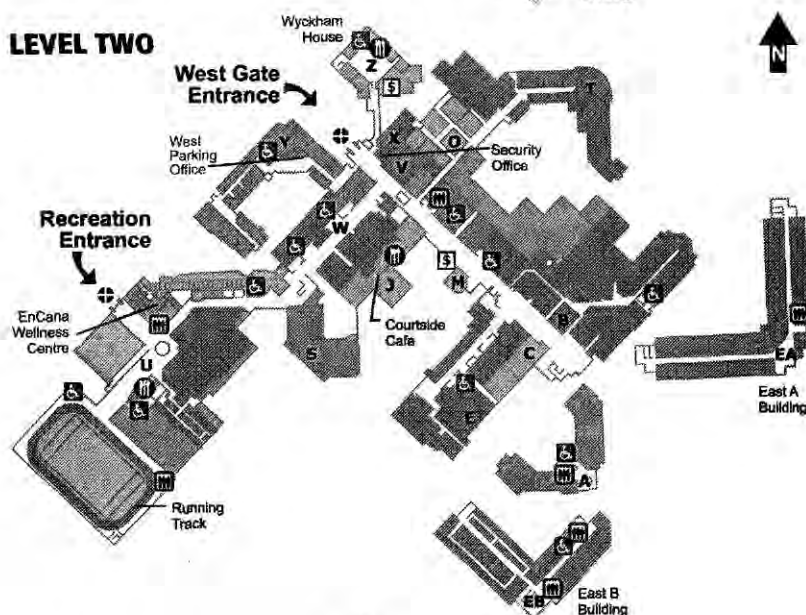 LEVEL TWO
Wyckham
House
N
Z
$
T
West Gate
Entrance
X
O
V
Security
Office
West
Parking
Office
Y
Recreation
Entrance
W
$
J
M
EnCana
Wellness
Centre
Courtside
Cafe
B
S
C
U
E
EA
East A
Building
A
Running
Track
EB
East B
Building